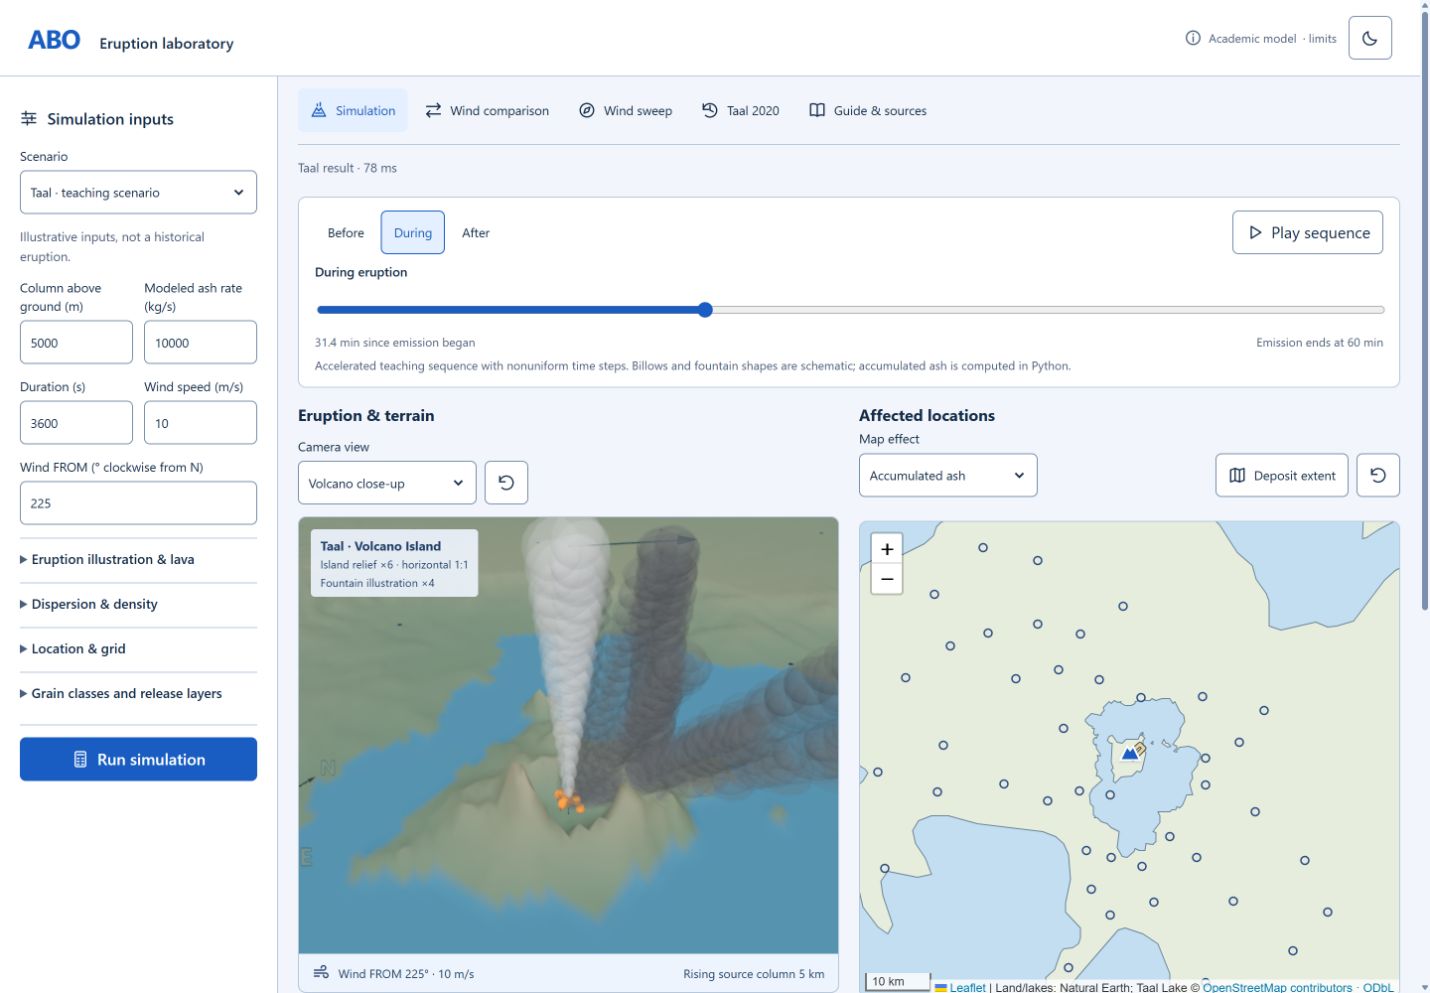 ABO
Eruption laboratory
Academic model · limits
Simulation inputs
Scenario
Taal · teaching scenario
Illustrative inputs, not a historical
eruption.
Column above
ground (m)
Modeled ash rate
(kg/s)
5000
10000
Duration (s)
Wind speed (m/s)
3600
10
Wind FROM (° clockwise from N)
225
Eruption illustration & lava
Dispersion & density
Location & grid
Grain classes and release layers
Run simulation
Simulation
Wind comparison
Wind sweep
Taal 2020
Guide & sources
Taal result · 78 ms
Before
During
After
Play sequence
During eruption
31.4 min since emission began
Emission ends at 60 min
Accelerated teaching sequence with nonuniform time steps. Billows and fountain shapes are schematic; accumulated ash is computed in Python.
Eruption & terrain
Camera view
Volcano close-up
Taal · Volcano Island
Island relief ×6 · horizontal 1:1
Fountain illustration ×4
N
E
Wind FROM 225° · 10 m/s
Rising source column 5 km
Affected locations
Map effect
Accumulated ash
Deposit extent
+
−
10 km
Leaflet | Land/lakes: Natural Earth; Taal Lake © OpenStreetMap contributors · ODbL